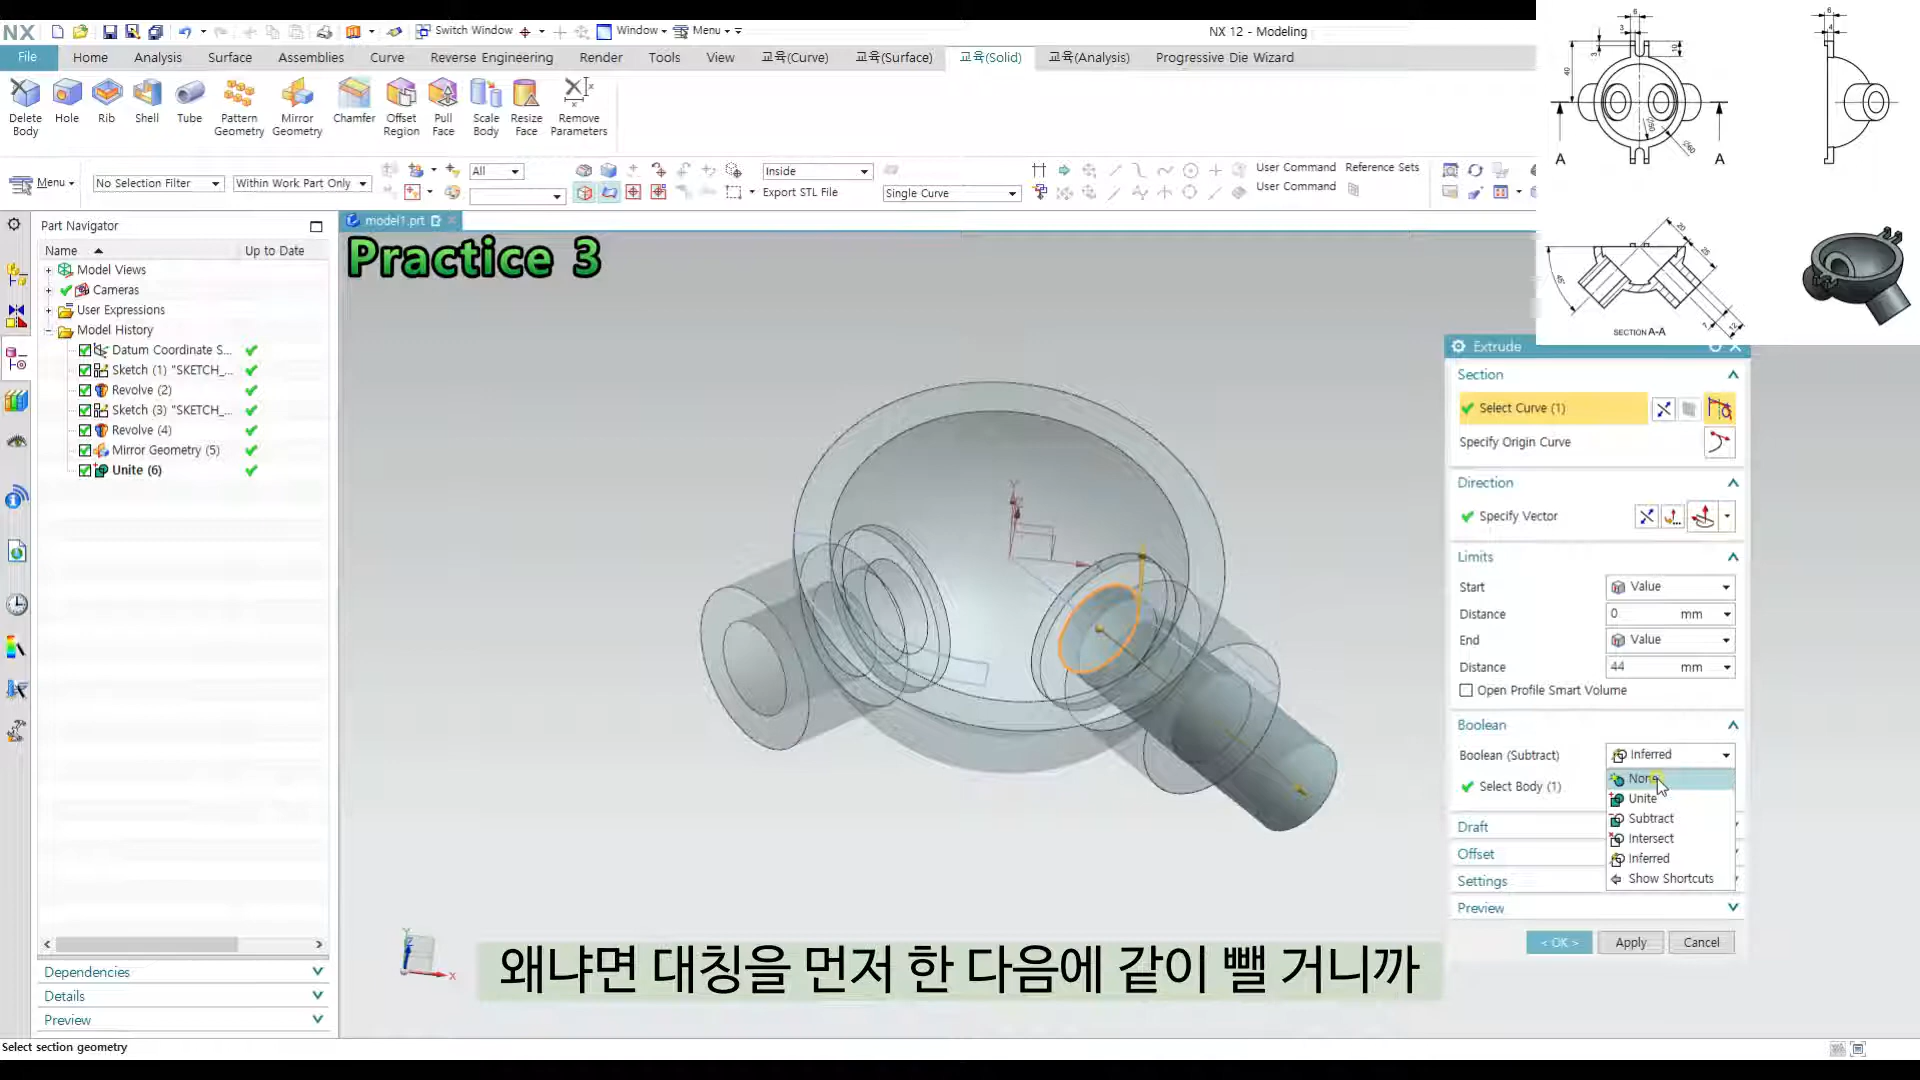 NX
Switch Window
Window
Menu
NX 12 - Modeling
File
Home
Analysis
Surface
Assemblies
Curve
Reverse Engineering
Render
Tools
View
교육(Curve)
교육(Surface)
교육(Solid)
교육(Analysis)
Progressive Die Wizard
Delete Body
Hole
Rib
Shell
Tube
Pattern Geometry
Mirror Geometry
Chamfer
Offset Region
Pull Face
Scale Body
Resize Face
Remove Parameters
Menu
No Selection Filter
Within Work Part Only
All
Inside
Export STL File
Single Curve
User Command
Reference Sets
User Command
Part Navigator
model1.prt
Name
Up to Date
Model Views
Cameras
User Expressions
Model History
Datum Coordinate S...
Sketch (1) "SKETCH_...
Revolve (2)
Sketch (3) "SKETCH_...
Revolve (4)
Mirror Geometry (5)
Unite (6)
Dependencies
Details
Preview
Select section geometry
Practice 3
A
A
SECTION A-A
Extrude
Section
Select Curve (1)
Specify Origin Curve
Direction
Specify Vector
Limits
Start
Value
Distance
0
mm
End
Value
Distance
44
mm
Open Profile Smart Volume
Boolean
Boolean (Subtract)
Inferred
None
Select Body (1)
Unite
Subtract
Intersect
Inferred
Show Shortcuts
Draft
Offset
Settings
Preview
< OK >
Apply
Cancel
왜냐면 대칭을 먼저 한 다음에 같이 뺄 거니까